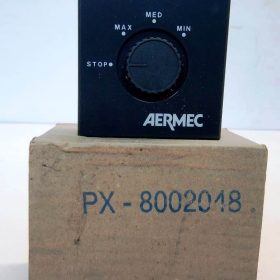 MED
MAX MIN
STOP
AERMEC
PX - 8002048